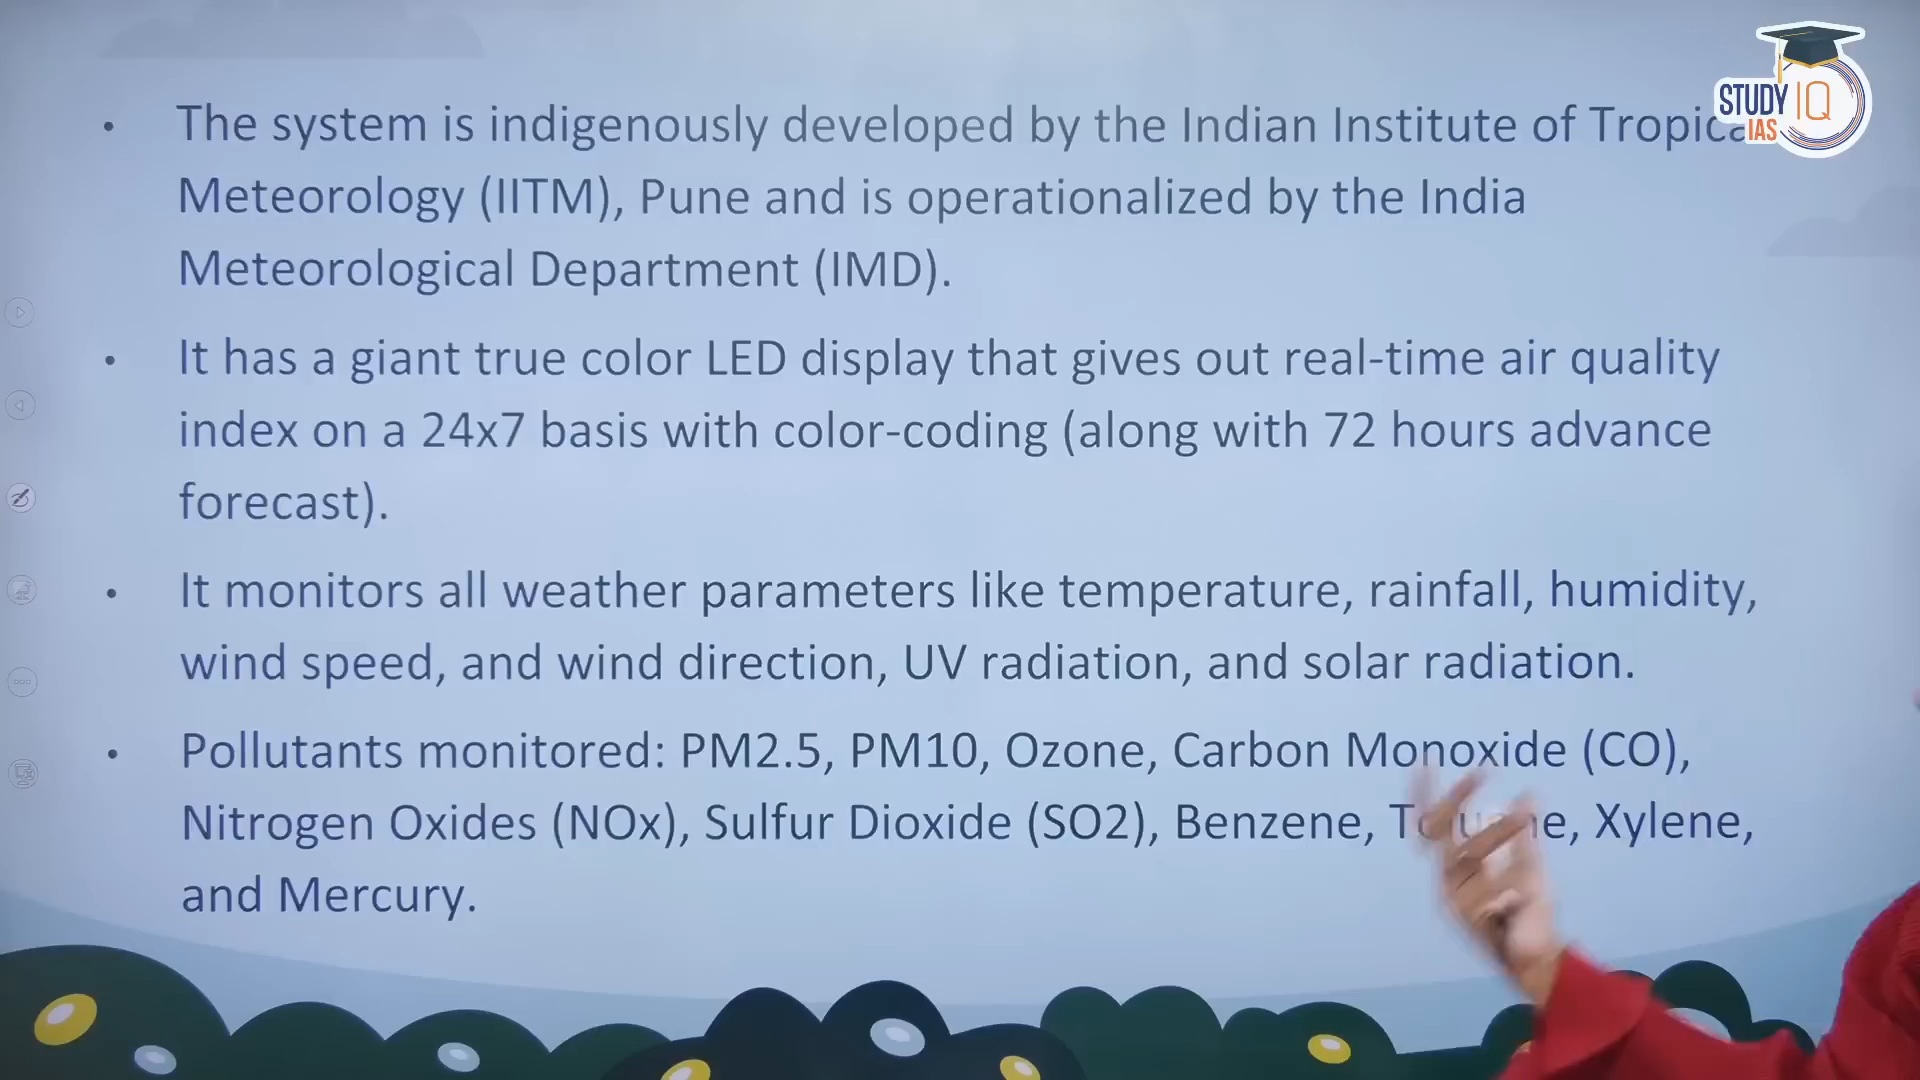 • The system is indigenously developed by the Indian Institute of Tropical
Meteorology (IITM), Pune and is operationalized by the India
Meteorological Department (IMD).
• It has a giant true color LED display that gives out real-time air quality
index on a 24x7 basis with color-coding (along with 72 hours advance
forecast).
• It monitors all weather parameters like temperature, rainfall, humidity,
wind speed, and wind direction, UV radiation, and solar radiation.
• Pollutants monitored: PM2.5, PM10, Ozone, Carbon Monoxide (CO),
Nitrogen Oxides (NOx), Sulfur Dioxide (SO2), Benzene, Toluene, Xylene,
and Mercury.
STUDY IQ
IAS